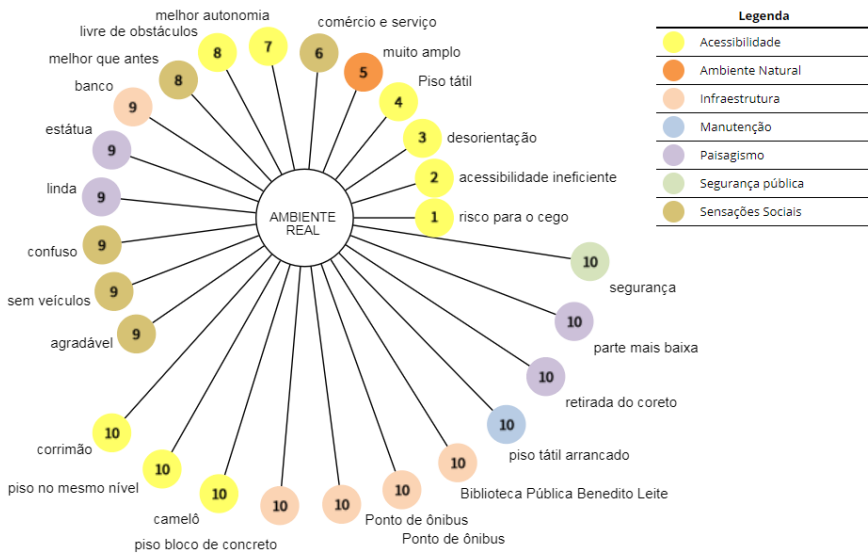 melhor autonomia
livre de obstáculos
comércio e serviço
melhor que antes
muito amplo
banco
Piso tátil
estátua
desorientação
linda
acessibilidade ineficiente
risco para o cego
confuso
sem veículos
agradável
AMBIENTE
REAL
8
7
6
5
8
4
9
3
9
2
9
1
9
9
9
10
segurança
10
parte mais baixa
10
retirada do coreto
10
piso tátil arrancado
10
Biblioteca Pública Benedito Leite
10
Ponto de ônibus
10
Ponto de ônibus
10
piso bloco de concreto
10
camelô
10
piso no mesmo nível
10
corrimão
Legenda
Acessibilidade
Ambiente Natural
Infraestrutura
Manutenção
Paisagismo
Segurança pública
Sensações Sociais